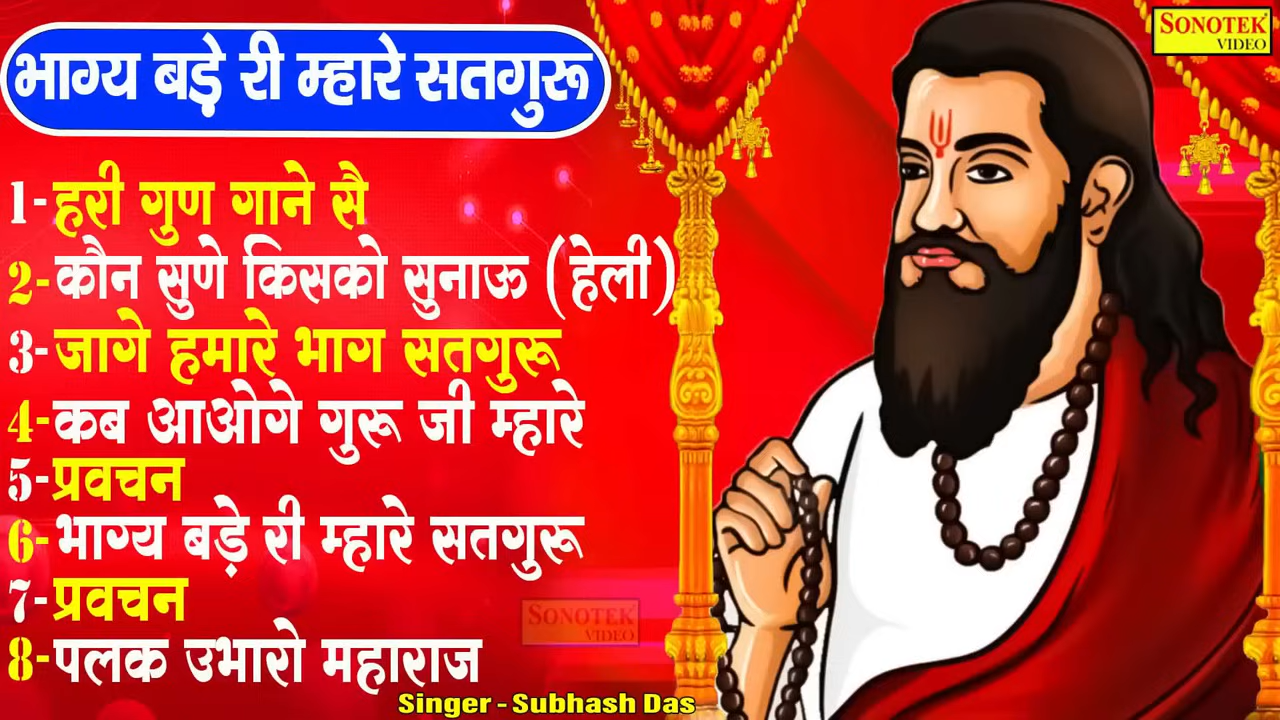 भाग्य बड़े री म्हारे सतगुरू
SONOTEK
VIDEO
1-हरी गुण गाने सै
2-कौन सुणे किसको सुनाऊ (हेली)
3-जागे हमारे भाग सतगुरू
4-कब आओगे गुरू जी म्हारे
5-प्रवचन
6-भाग्य बड़े री म्हारे सतगुरू
7-प्रवचन
8-पलक उभारो महाराज
SONOTEK
VIDEO
Singer - Subhash Das